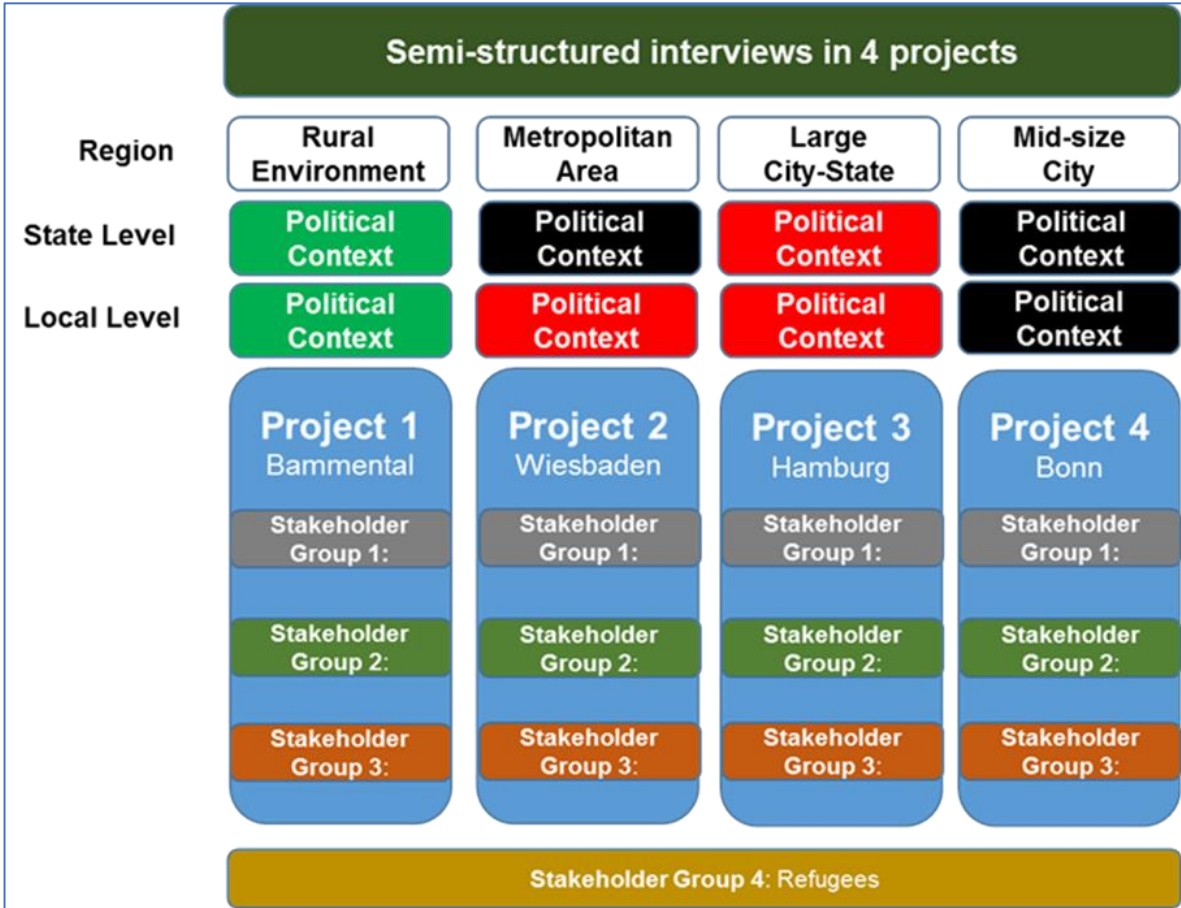 Semi-structured interviews in 4 projects
Region
Rural
Environment
Metropolitan
Area
Large
City-State
Mid-size
City
State Level
Political
Context
Political
Context
Political
Context
Political
Context
Local Level
Political
Context
Political
Context
Political
Context
Political
Context
Project 1
Bammental
Stakeholder
Group 1:
Stakeholder
Group 2:
Stakeholder
Group 3:
Project 2
Wiesbaden
Stakeholder
Group 1:
Stakeholder
Group 2:
Stakeholder
Group 3:
Project 3
Hamburg
Stakeholder
Group 1:
Stakeholder
Group 2:
Stakeholder
Group 3:
Project 4
Bonn
Stakeholder
Group 1:
Stakeholder
Group 2:
Stakeholder
Group 3:
Stakeholder Group 4: Refugees